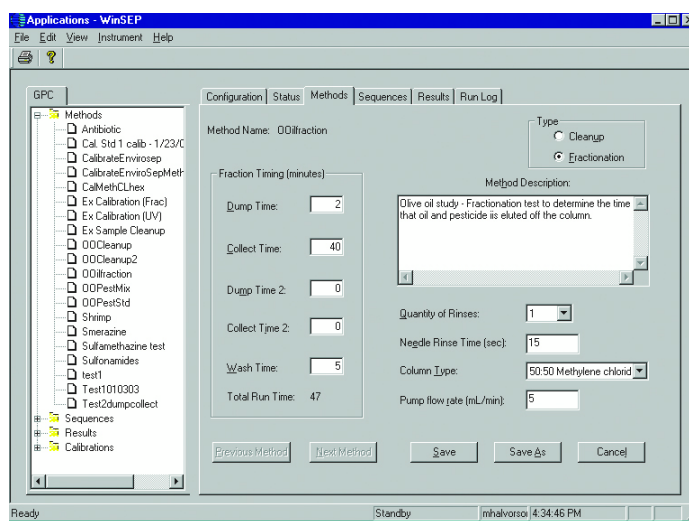 Applications - WinSEP
File Edit View Instrument Help
GPC
Methods
Antibiotic
Cal. Std 1 calib - 1/23/0
CalibrateEnvirosep
CalibrateEnviroSepMeth
CalMethCLhex
Ex Calibration (Frac)
Ex Calibration (UV)
Ex Sample Cleanup
OOCleanup
OOCleanup2
OOilfraction
OOPestMix
OOPestStd
Shrimp
Smerazine
Sulfamethazine test
Sulfonamides
test1
Test1010303
Test2dumpcollect
Sequences
Results
Calibrations
Configuration Status Methods Sequences Results Run Log
Method Name: OOilfraction
Type
Cleanup
Fractionation
Fraction Timing (minutes)
Dump Time: 2
Collect Time: 40
Dump Time 2: 0
Collect Time 2: 0
Wash Time: 5
Total Run Time: 47
Method Description:
Olive oil study - Fractionation test to determine the time
that oil and pesticide iis eluted off the column.
Quantity of Rinses: 1
Needle Rinse Time (sec): 15
Column Type: 50:50 Methylene chlorid
Pump flow rate (mL/min): 5
Previous Method Next Method Save Save As Cancel
Ready Standby mhalvorso 4:34:46 PM